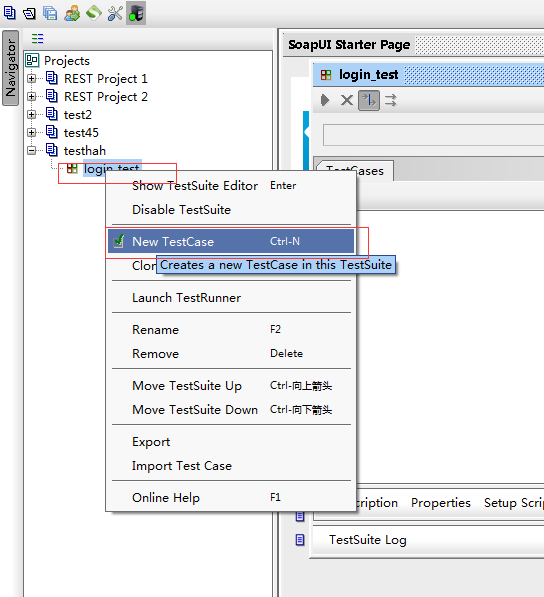 SoapUI Starter Page
Navigator
Projects
REST Project 1
REST Project 2
test2
test45
testhah
login_test
login_test
TestCases
Show TestSuite Editor Enter
Disable TestSuite
New TestCase Ctrl-N
Clon
Creates a new TestCase in this TestSuite
Launch TestRunner
Rename F2
Remove Delete
Move TestSuite Up Ctrl-向上箭头
Move TestSuite Down Ctrl-向下箭头
Export
Import Test Case
Online Help F1
cription Properties Setup Scrip
TestSuite Log